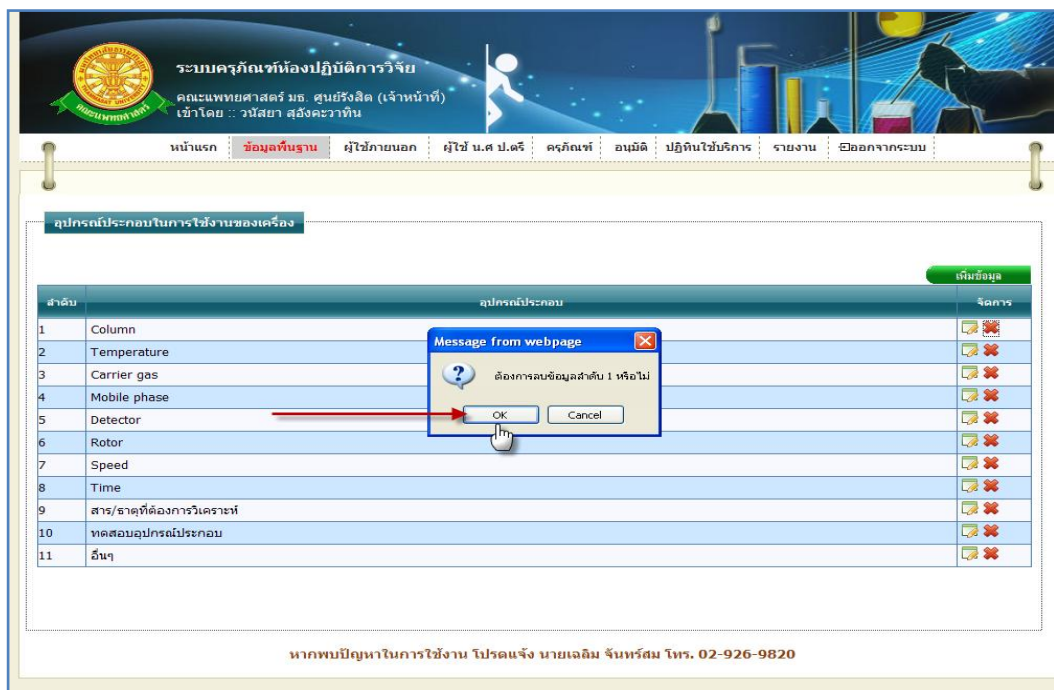 ระบบครุภัณฑ์ห้องปฏิบัติการวิจัย
คณะแพทยศาสตร์ มธ. ศูนย์รังสิต (เจ้าหน้าที่)
เข้าโดย :: วนัสยา สุอังคะวาทิน
คณะแพทยศาสตร์
หน้าแรก ข้อมูลพื้นฐาน ผู้ใช้ภายนอก ผู้ใช้ น.ศ ป.ตรี ครุภัณฑ์ อนุมัติ ปฏิทินใช้บริการ รายงาน ออกจากระบบ
อุปกรณ์ประกอบในการใช้งานของเครื่อง
เพิ่มข้อมูล
ลำดับ อุปกรณ์ประกอบ จัดการ
1 Column
2 Temperature
3 Carrier gas
4 Mobile phase
5 Detector
6 Rotor
7 Speed
8 Time
9 สาร/ธาตุที่ต้องการวิเคราะห์
10 ทดสอบอุปกรณ์ประกอบ
11 อื่นๆ
Message from webpage
ต้องการลบข้อมูลลำดับ 1 หรือไม่
OK Cancel
หากพบปัญหาในการใช้งาน โปรดแจ้ง นายเฉลิม จันทร์สม โทร. 02-926-9820